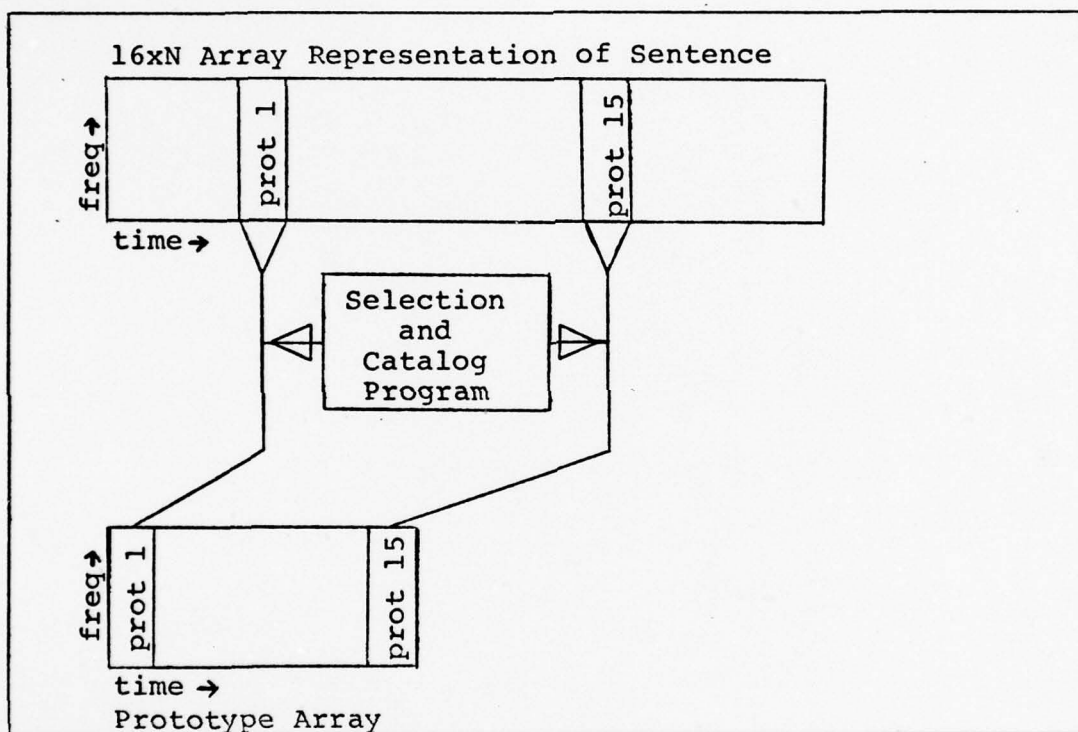 16xN Array Representation of Sentence
freq→
prot 1
prot 15
time→
Selection
and
Catalog
Program
freq→
prot 1
prot 15
time→
Prototype Array